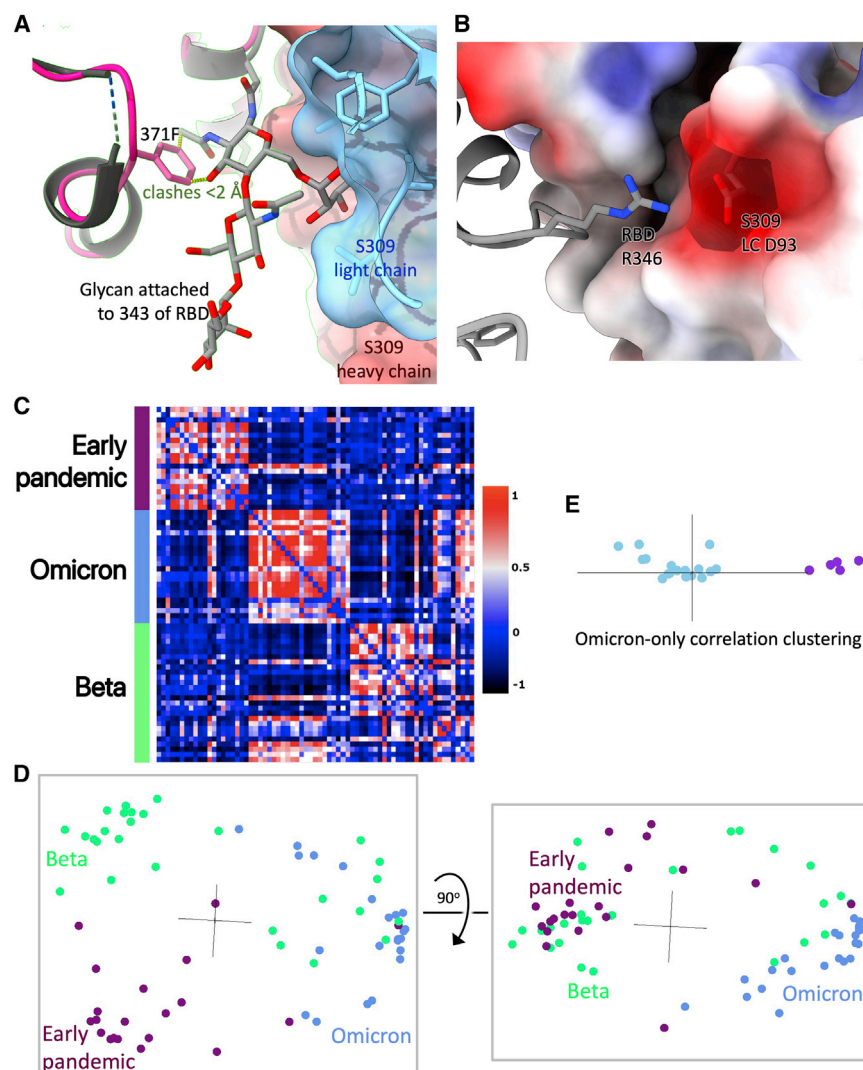 A
371F
clashes <2 Å
S309
light chain
Glycan attached
to 343 of RBD
S309
heavy chain
B
RBD
R346
S309
LC D93
C
Early
pandemic
Omicron
Beta
1
0.5
0
-1
E
Omicron-only correlation clustering
D
Beta
Early
pandemic
Omicron
90°
Early
pandemic
Beta
Omicron